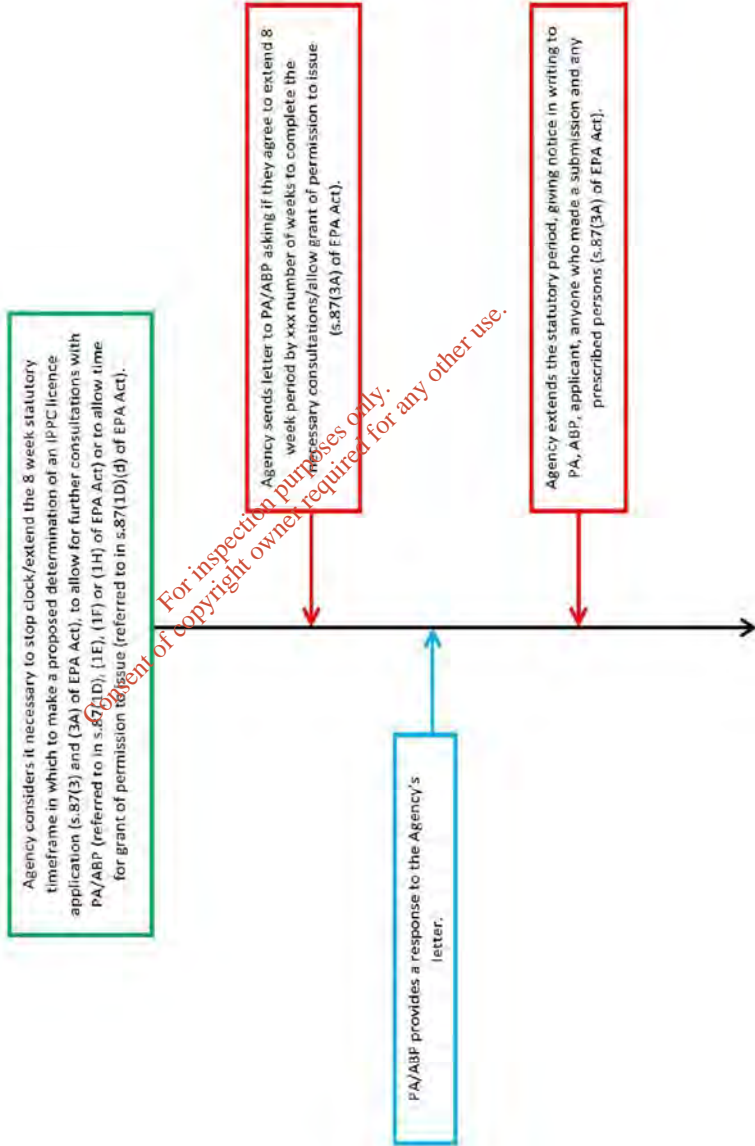 Agency considers it necessary to stop clock/extend the 8 week statutory
timeframe in which to make a proposed determination of an IPPC licence
application (s.87(3) and (3A) of EPA Act), to allow for further consultations with
PA/ABP (referred to in s.87(1D), (1E), (1F) or (1H) of EPA Act) or to allow time
for grant of permission to issue (referred to in s.87(1D)(d) of EPA Act).
Agency sends letter to PA/ABP asking if they agree to extend 8
week period by xxx number of weeks to complete the
necessary consultations/allow grant of permission to issue
(s.87(3A) of EPA Act).
PA/ABP provides a response to the Agency's
letter.
Agency extends the statutory period, giving notice in writing to
PA, ABP, applicant, anyone who made a submission and any
prescribed persons (s.87(3A) of EPA Act).
For inspection purposes only.
Consent of copyright owner required for any other use.